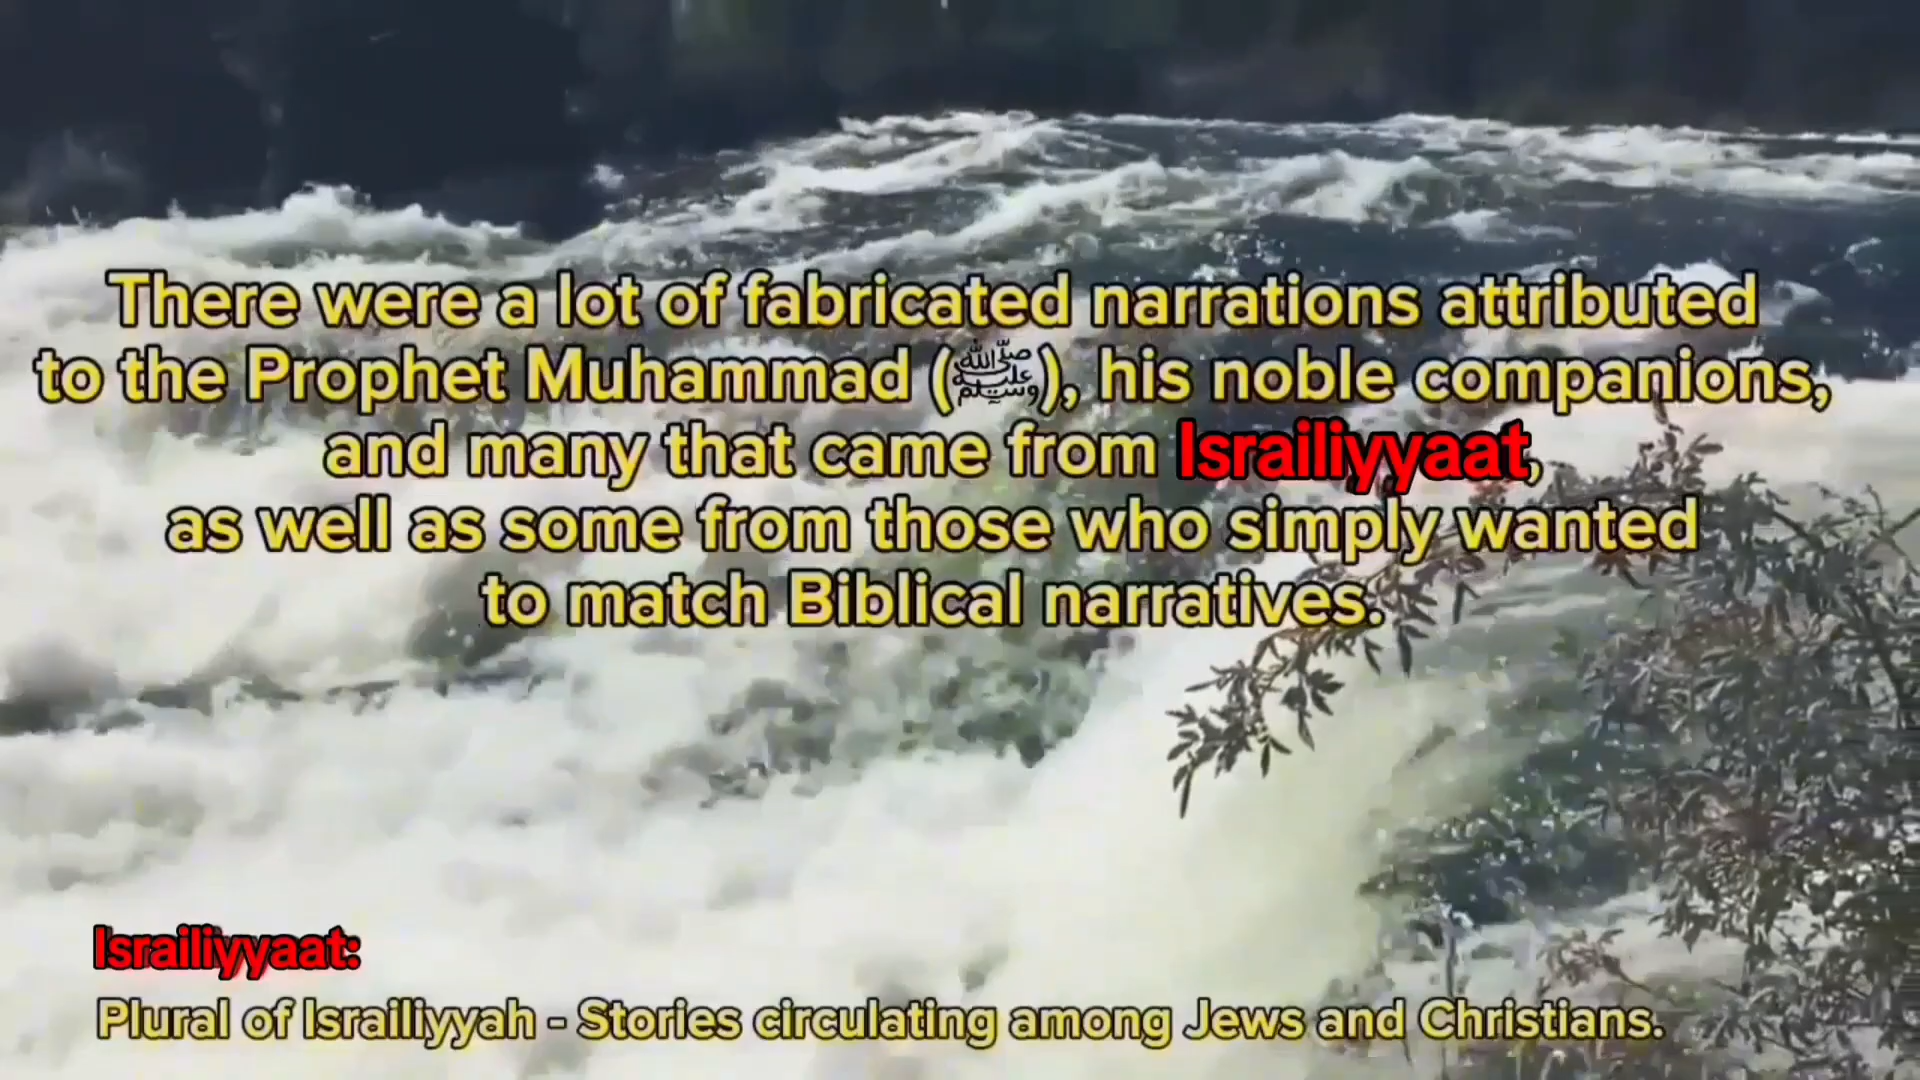 There were a lot of fabricated narrations attributed
to the Prophet Muhammad (ﷺ), his noble companions,
and many that came from Israiliyyaat,
as well as some from those who simply wanted
to match Biblical narratives.
Israiliyyaat:
Plural of Israiliyyah - Stories circulating among Jews and Christians.